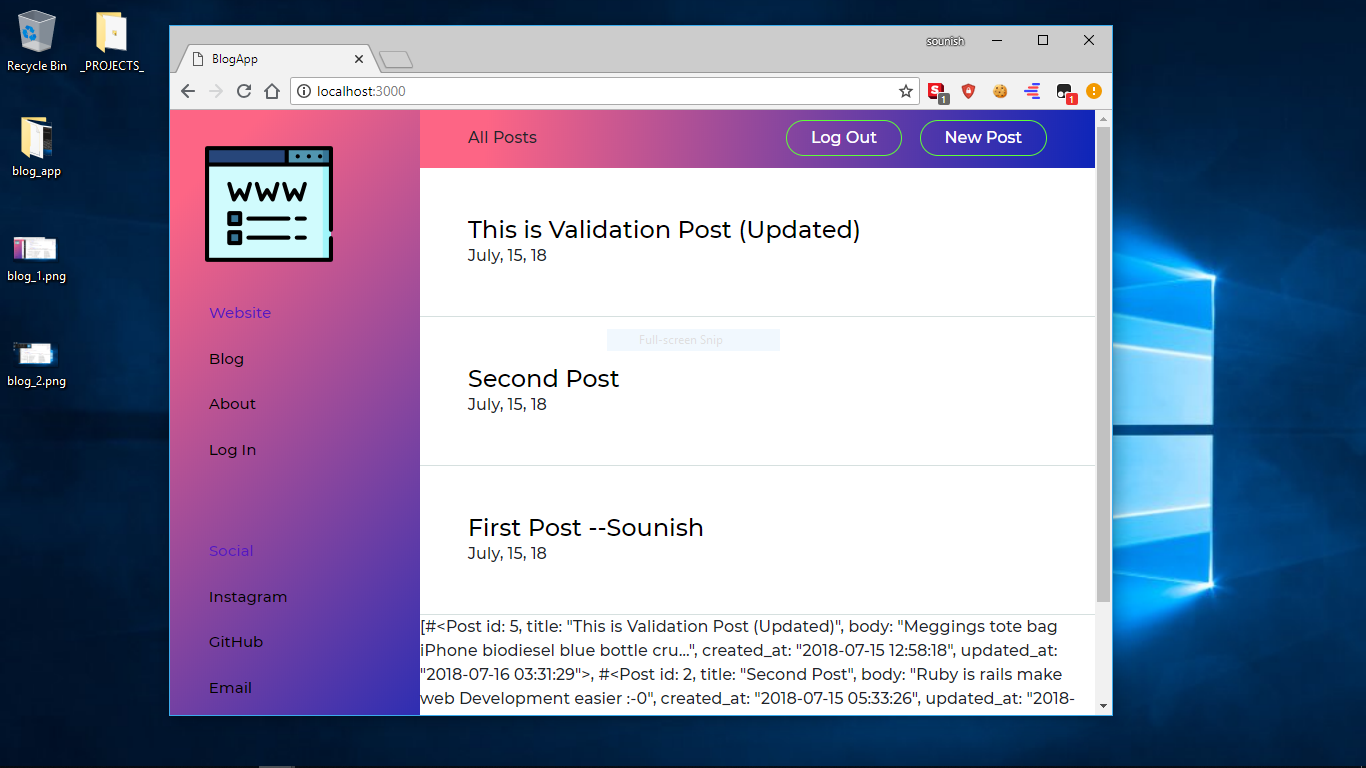 Recycle Bin
_PROJECTS_
blog_app
blog_1.png
blog_2.png
sounish
BlogApp
localhost:3000
S
1
1
WWW
Website
Blog
About
Log In
Social
Instagram
GitHub
Email
All Posts
Log Out
New Post
This is Validation Post (Updated)
July, 15, 18
Full-screen Snip
Second Post
July, 15, 18
First Post --Sounish
July, 15, 18
[#<Post id: 5, title: "This is Validation Post (Updated)", body: "Meggings tote bag
iPhone biodiesel blue bottle cru...", created_at: "2018-07-15 12:58:18", updated_at:
"2018-07-16 03:31:29">, #<Post id: 2, title: "Second Post", body: "Ruby is rails make
web Development easier :-0", created_at: "2018-07-15 05:33:26", updated_at: "2018-